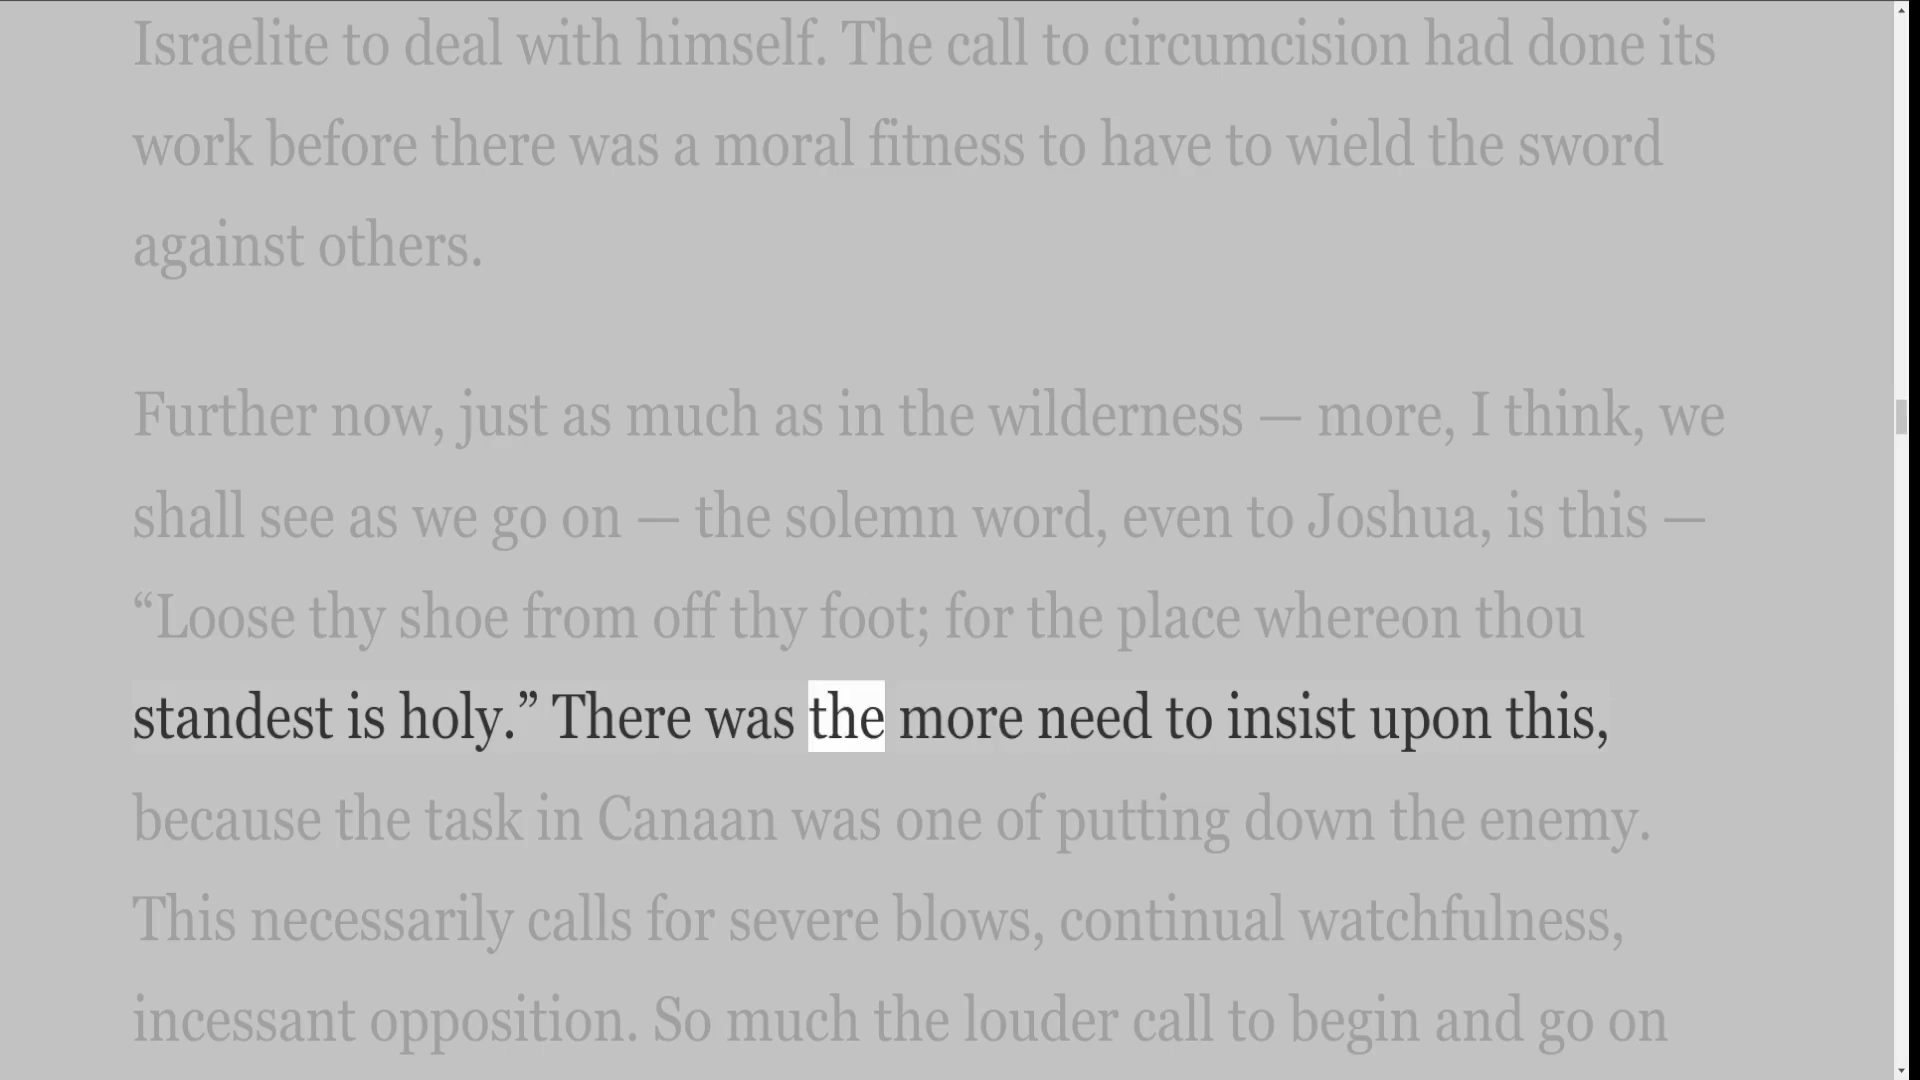 Israelite to deal with himself. The call to circumcision had done its
work before there was a moral fitness to have to wield the sword
against others.
Further now, just as much as in the wilderness — more, I think, we
shall see as we go on — the solemn word, even to Joshua, is this —
“Loose thy shoe from off thy foot; for the place whereon thou
standest is holy.” There was the more need to insist upon this,
because the task in Canaan was one of putting down the enemy.
This necessarily calls for severe blows, continual watchfulness,
incessant opposition. So much the louder call to begin and go on